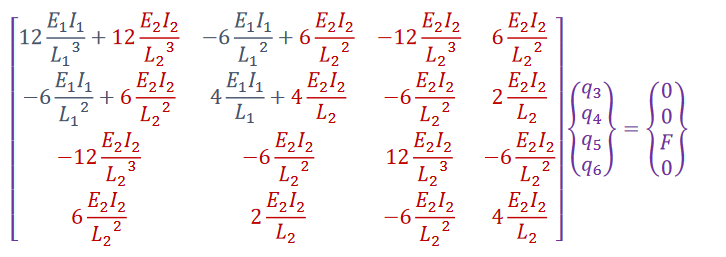 [12 E₁I₁/L₁³ + 12 E₂I₂/L₂³   −6 E₁I₁/L₁² + 6 E₂I₂/L₂²   −12 E₂I₂/L₂³   6 E₂I₂/L₂²]
[−6 E₁I₁/L₁² + 6 E₂I₂/L₂²   4 E₁I₁/L₁ + 4 E₂I₂/L₂   −6 E₂I₂/L₂²   2 E₂I₂/L₂] {q₃ q₄ q₅ q₆} = {0 0 F 0}
[−12 E₂I₂/L₂³   −6 E₂I₂/L₂²   12 E₂I₂/L₂³   −6 E₂I₂/L₂²]
[6 E₂I₂/L₂²   2 E₂I₂/L₂   −6 E₂I₂/L₂²   4 E₂I₂/L₂]